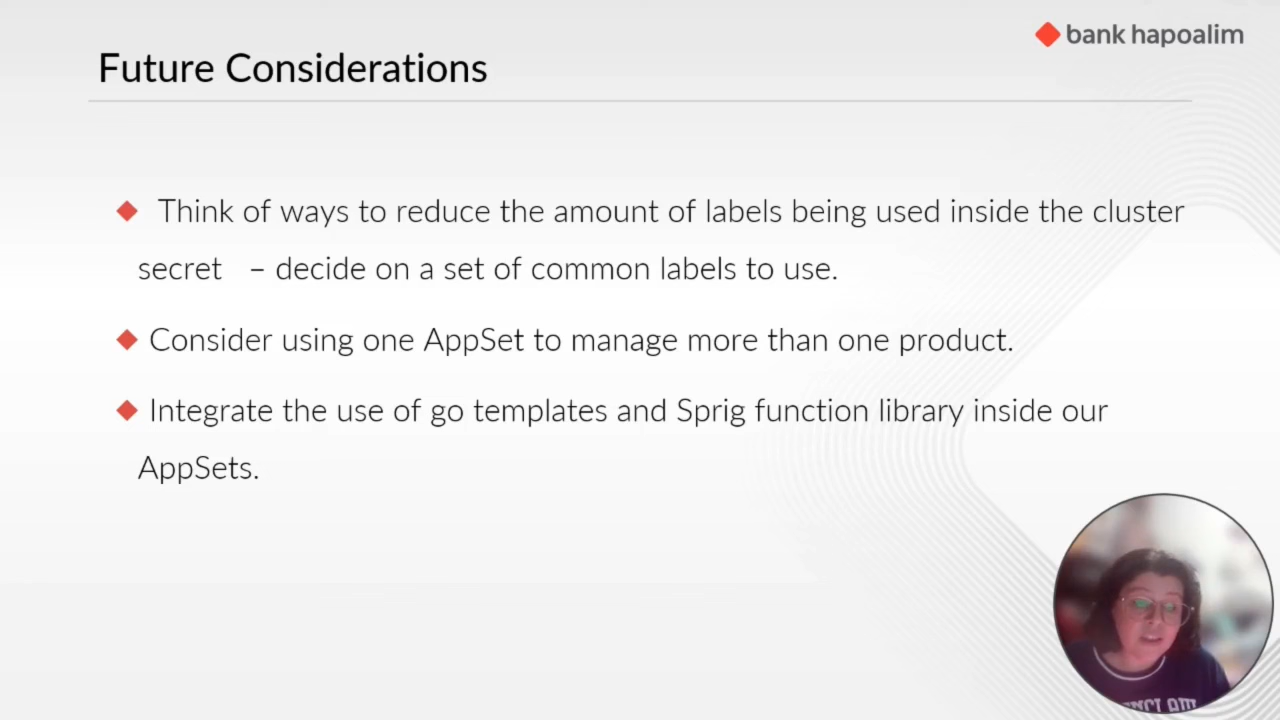 bank hapoalim
Future Considerations
Think of ways to reduce the amount of labels being used inside the cluster
secret – decide on a set of common labels to use.
Consider using one AppSet to manage more than one product.
Integrate the use of go templates and Sprig function library inside our
AppSets.